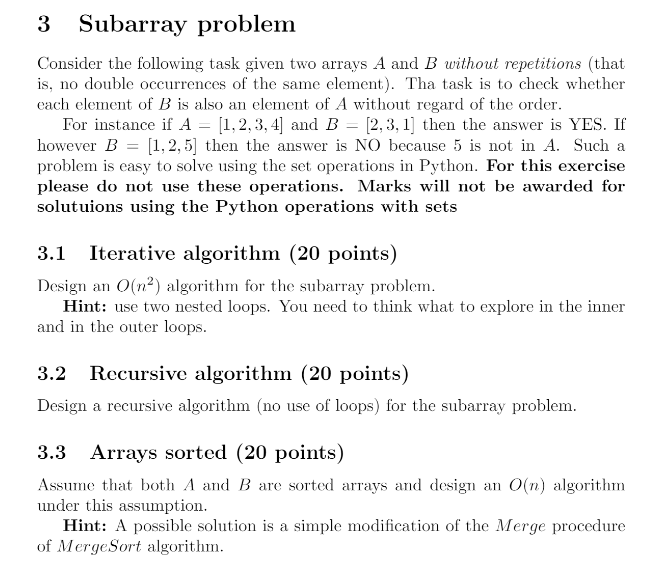 3 Subarray problem
Consider the following task given two arrays A and B without repetitions (that
is, no double occurrences of the same element). Tha task is to check whether
each element of B is also an element of A without regard of the order.
For instance if A = [1, 2, 3, 4] and B = [2, 3, 1] then the answer is YES. If
however B = [1, 2, 5] then the answer is NO because 5 is not in A. Such a
problem is easy to solve using the set operations in Python. For this exercise
please do not use these operations. Marks will not be awarded for
solutuions using the Python operations with sets
3.1 Iterative algorithm (20 points)
Design an O(n²) algorithm for the subarray problem.
Hint: use two nested loops. You need to think what to explore in the inner
and in the outer loops.
3.2 Recursive algorithm (20 points)
Design a recursive algorithm (no use of loops) for the subarray problem.
3.3 Arrays sorted (20 points)
Assume that both A and B are sorted arrays and design an O(n) algorithm
under this assumption.
Hint: A possible solution is a simple modification of the Merge procedure
of MergeSort algorithm.